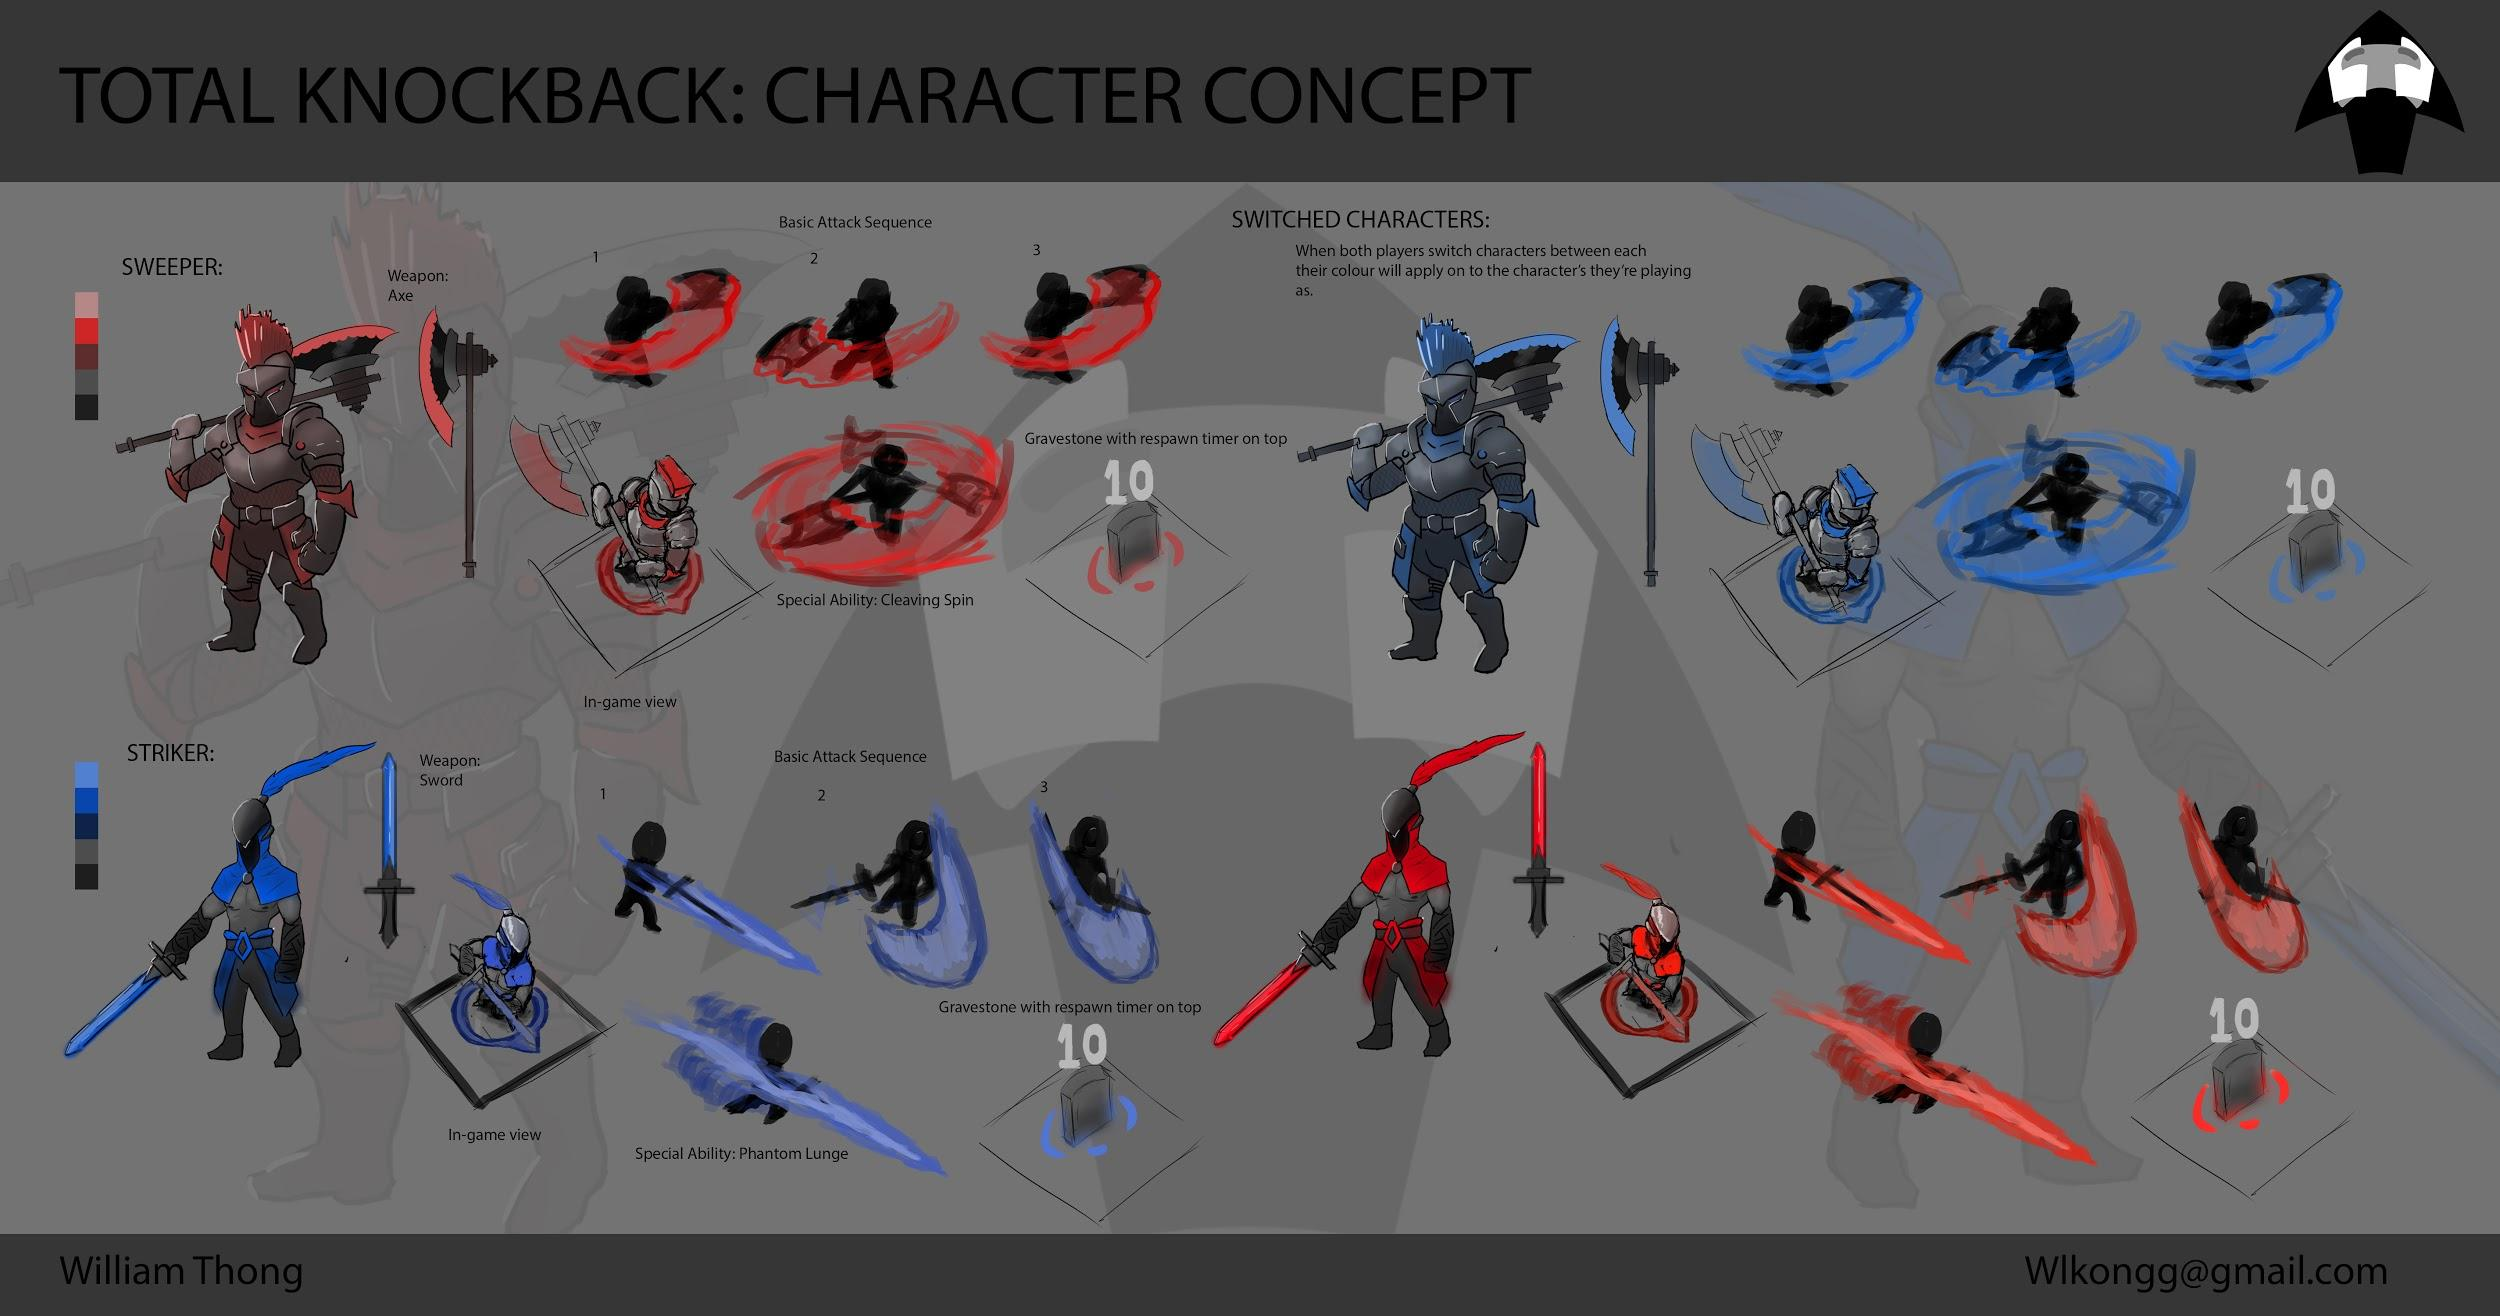 TOTAL KNOCKBACK: CHARACTER CONCEPT
SWEEPER:
Weapon:
Axe
Basic Attack Sequence
1
2
3
Special Ability: Cleaving Spin
Gravestone with respawn timer on top
10
In-game view
SWITCHED CHARACTERS:
When both players switch characters between each
their colour will apply on to the character's they're playing
as.
10
STRIKER:
Weapon:
Sword
Basic Attack Sequence
1
2
3
Gravestone with respawn timer on top
10
In-game view
Special Ability: Phantom Lunge
10
William Thong
Wlkongg@gmail.com